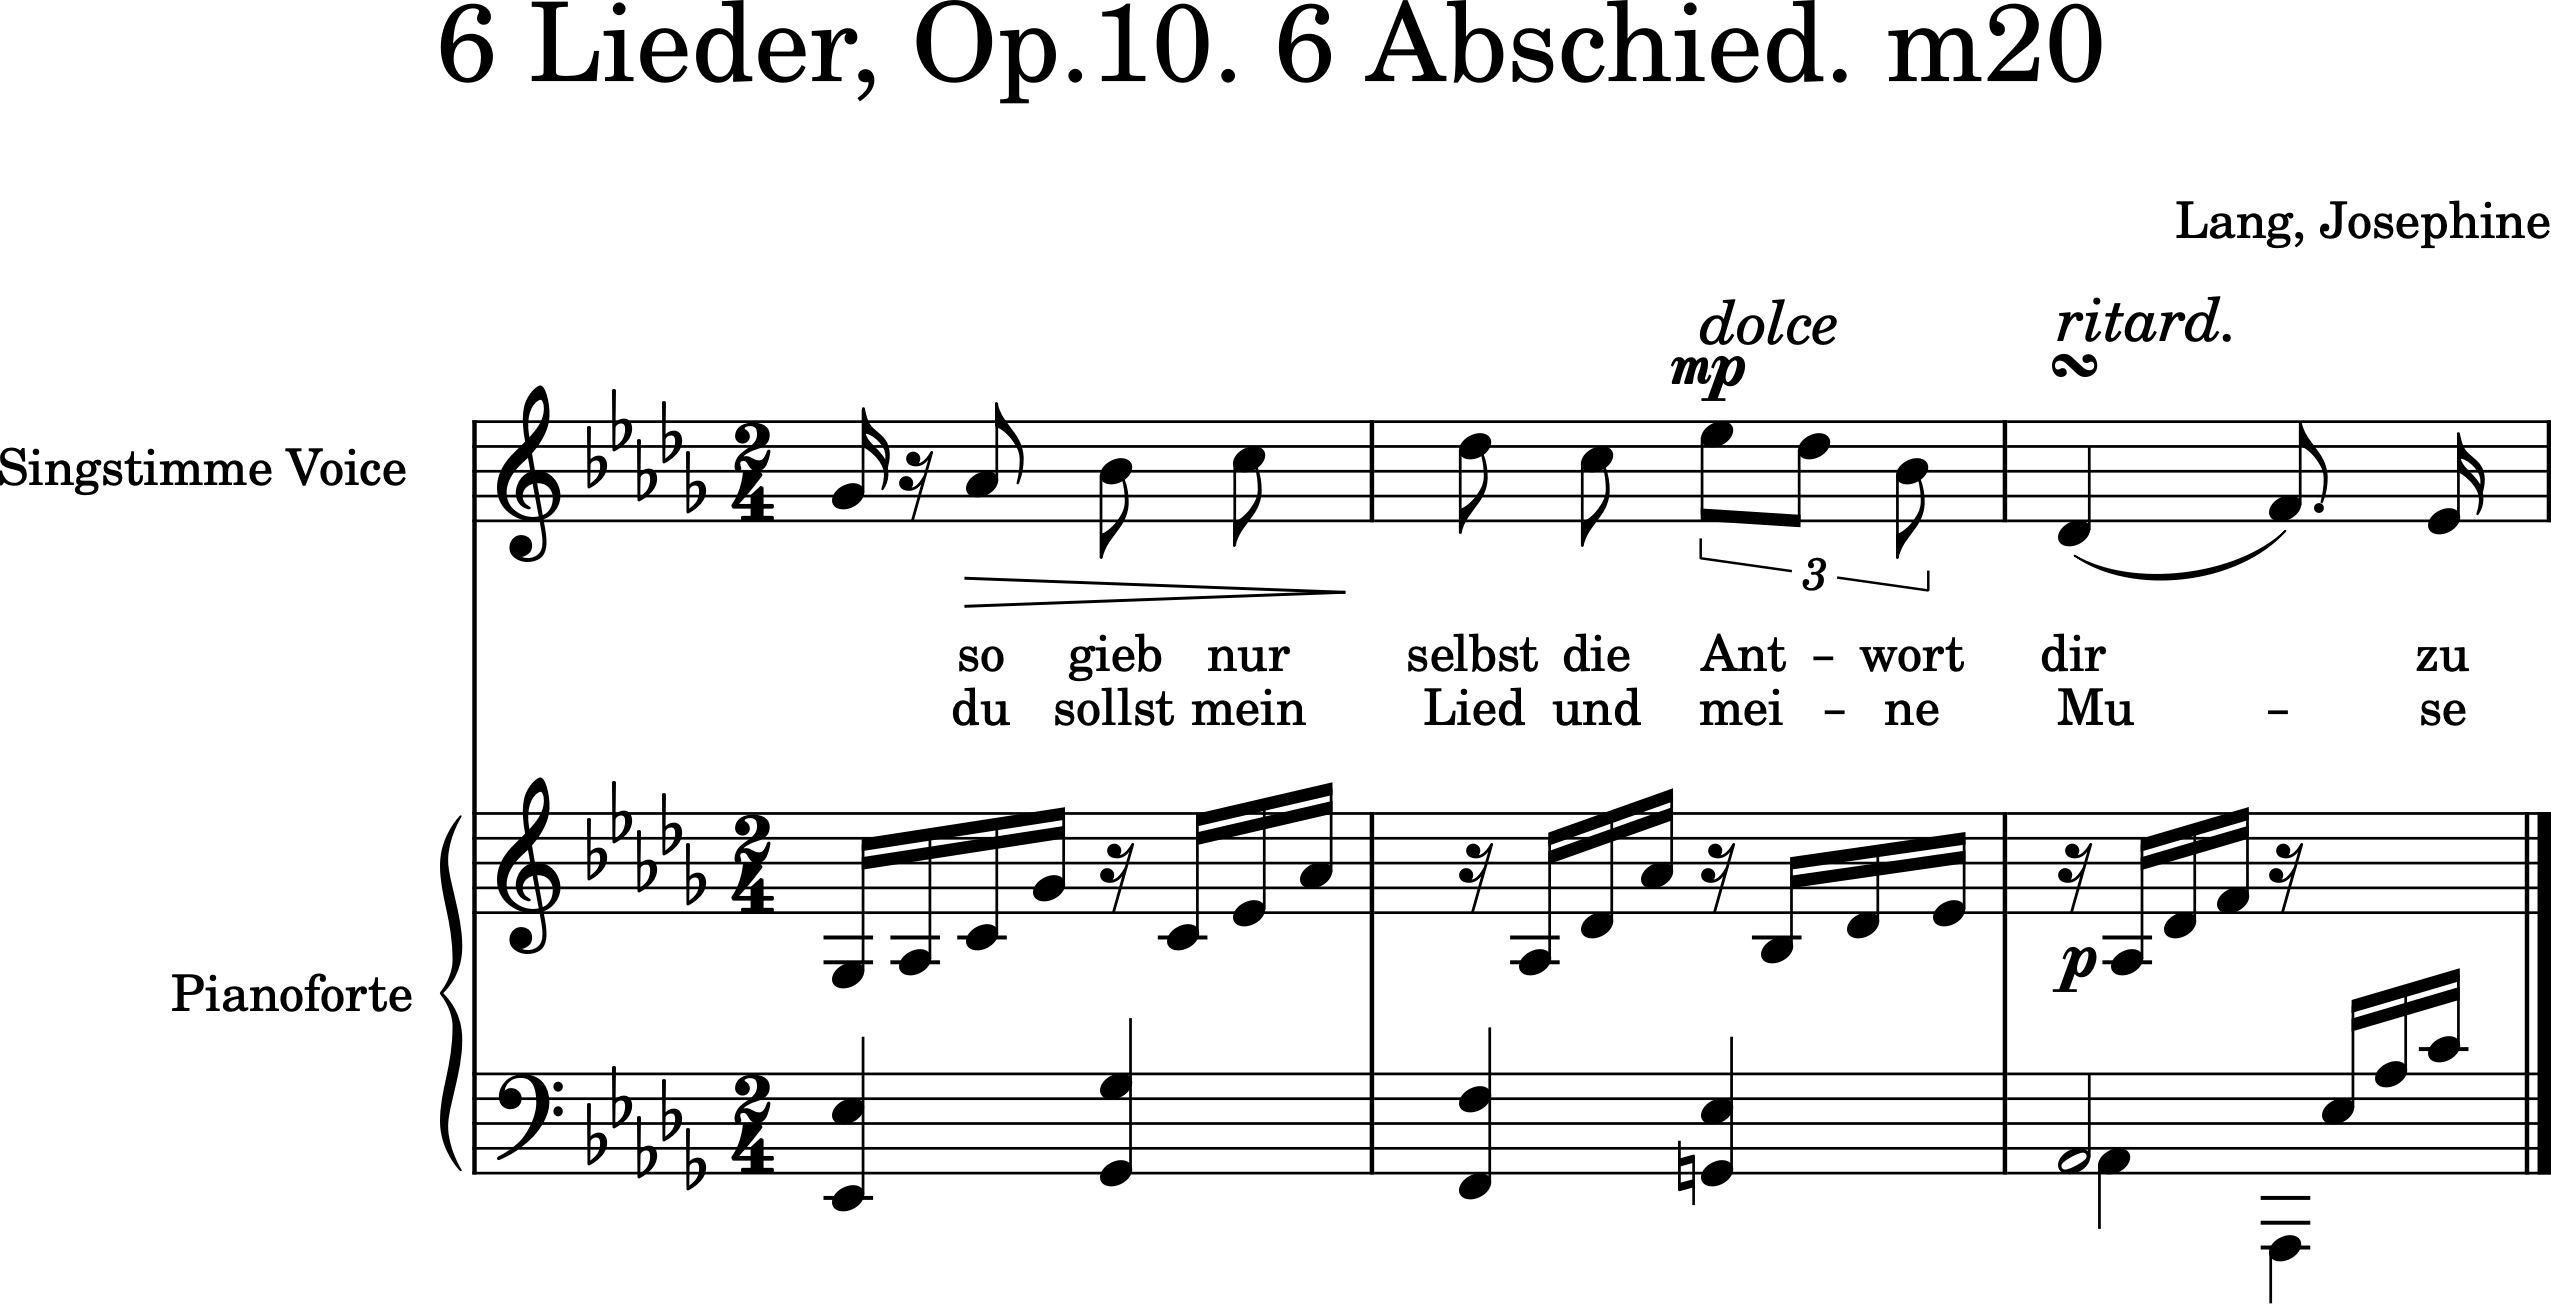 6 Lieder, Op.10. 6 Abschied. m20
Lang, Josephine
dolce
ritard.
mp
Singstimme Voice
3
so gieb nur selbst die Ant – wort dir zu
du sollst mein Lied und mei – ne Mu – se
p
Pianoforte